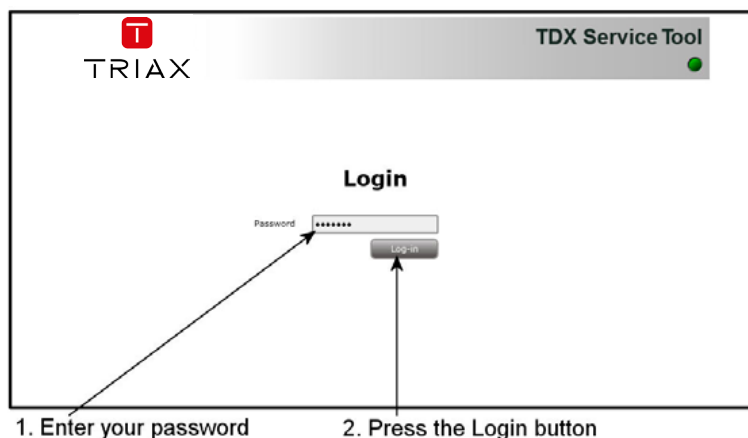 T
TRIAX
TDX Service Tool
Login
Password •••••••
Log-in
1. Enter your password
2. Press the Login button